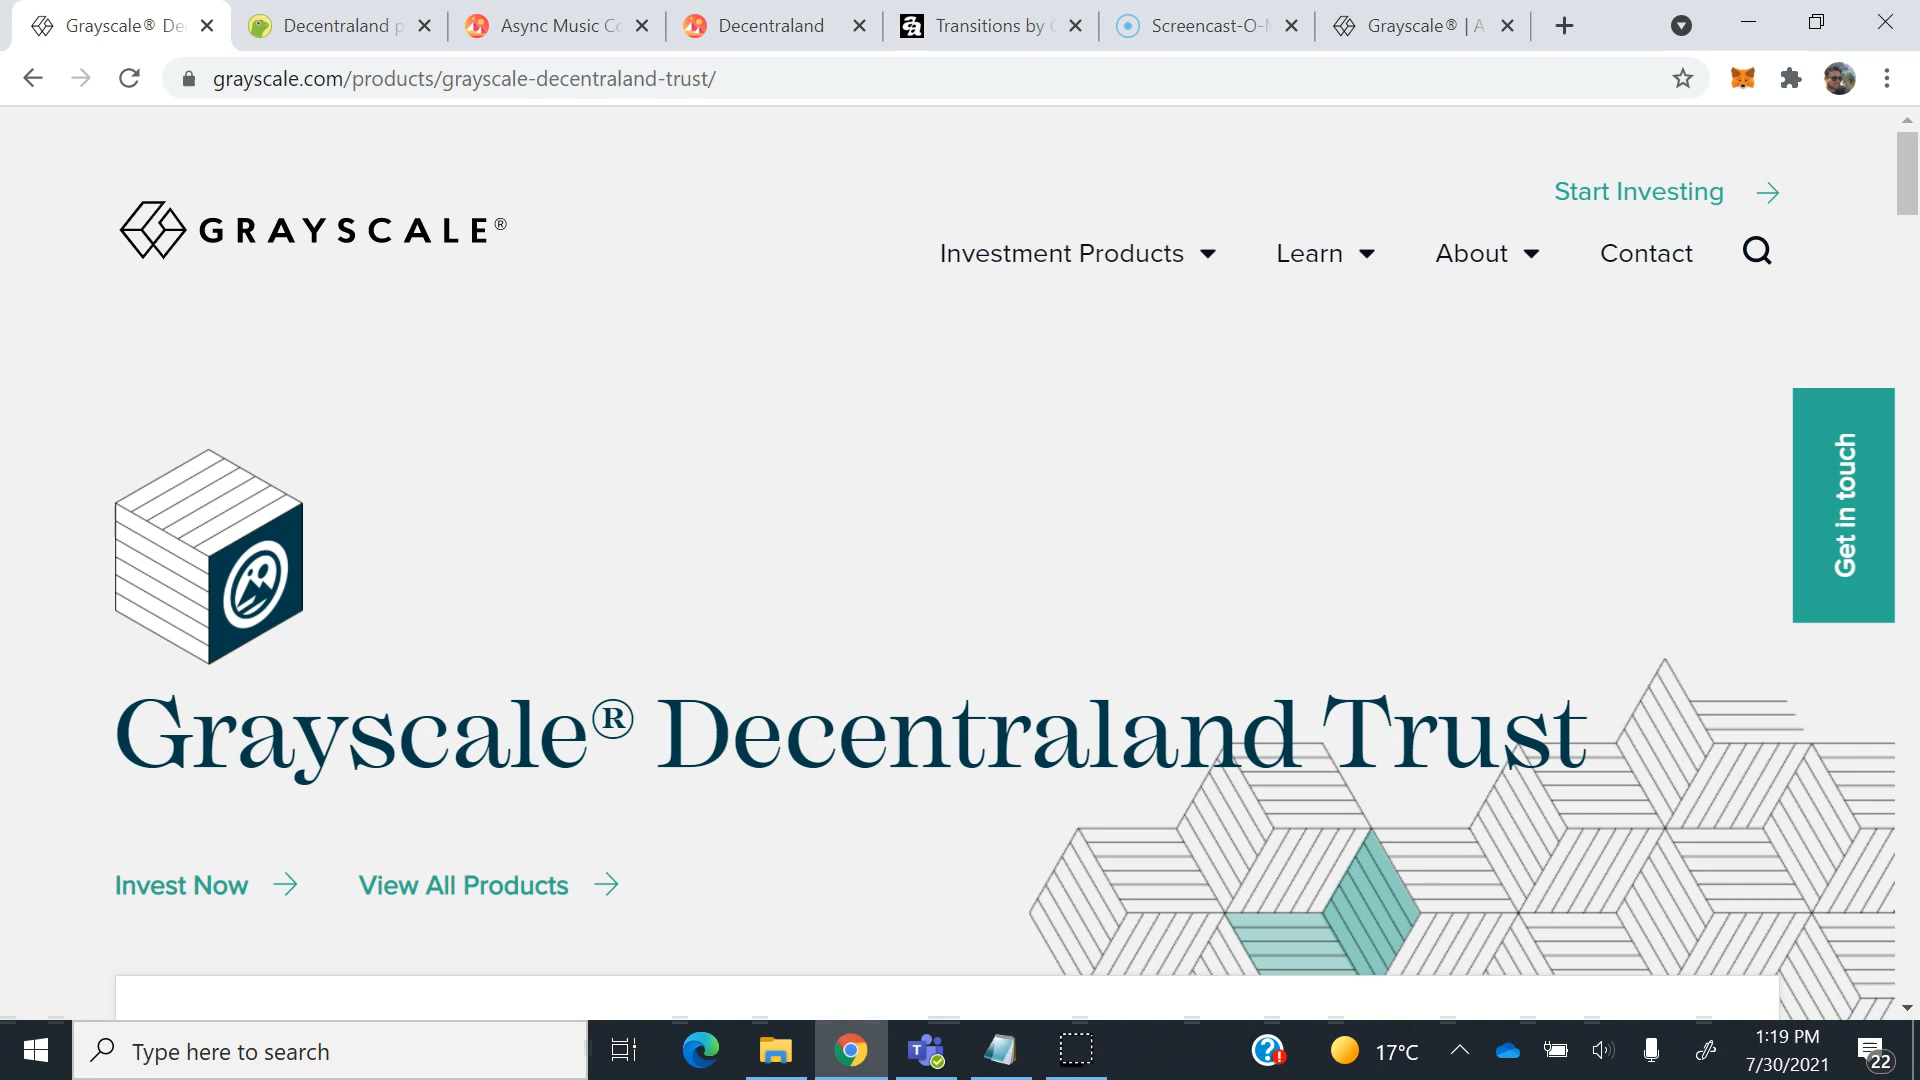 Grayscale® De
Decentraland p
Async Music Co
Decentraland
Transitions by
Screencast-O-
Grayscale® | A
grayscale.com/products/grayscale-decentraland-trust/
Start Investing
GRAYSCALE®
Investment Products
Learn
About
Contact
Get in touch
Grayscale® Decentraland Trust
Invest Now
View All Products
Type here to search
17°C
1:19 PM
7/30/2021
22